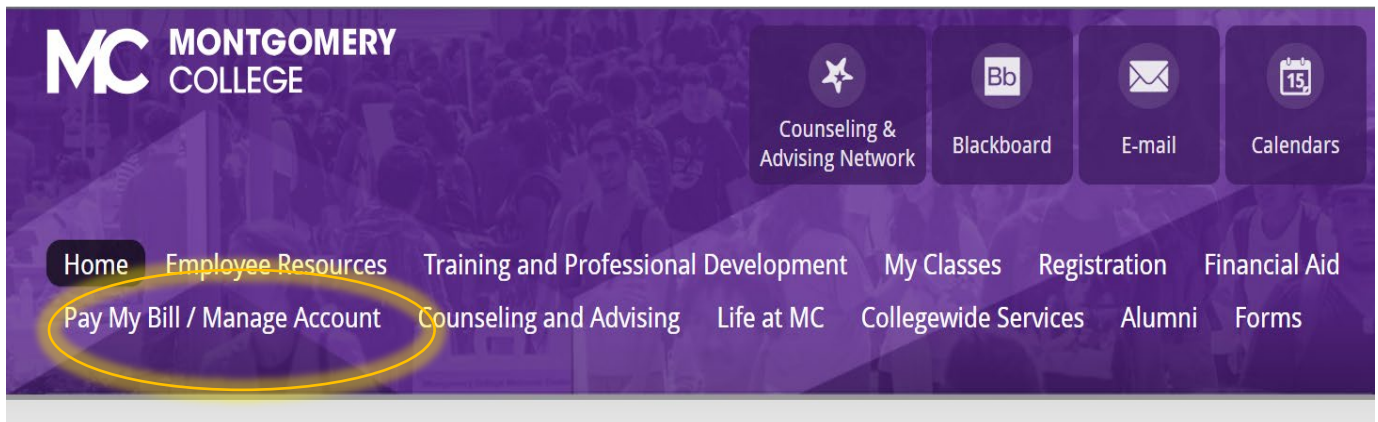 MC MONTGOMERY
COLLEGE
Counseling &
Advising Network
Bb
Blackboard
E-mail
15
Calendars
Home Employee Resources Training and Professional Development My Classes Registration Financial Aid
Pay My Bill / Manage Account Counseling and Advising Life at MC Collegewide Services Alumni Forms